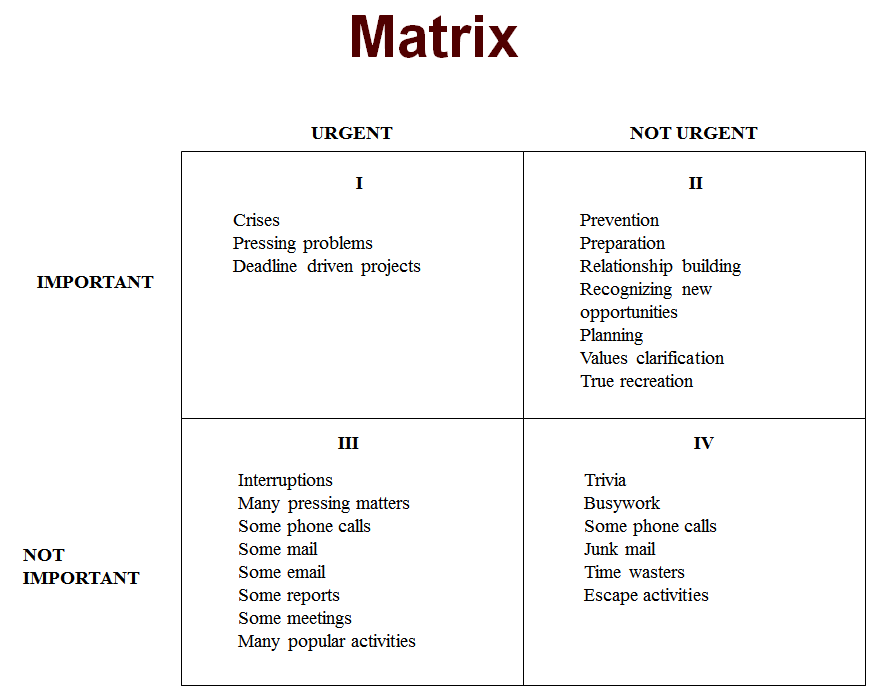 Matrix
URGENT
NOT URGENT
IMPORTANT
I
Crises
Pressing problems
Deadline driven projects
II
Prevention
Preparation
Relationship building
Recognizing new
opportunities
Planning
Values clarification
True recreation
NOT
IMPORTANT
III
Interruptions
Many pressing matters
Some phone calls
Some mail
Some email
Some reports
Some meetings
Many popular activities
IV
Trivia
Busywork
Some phone calls
Junk mail
Time wasters
Escape activities